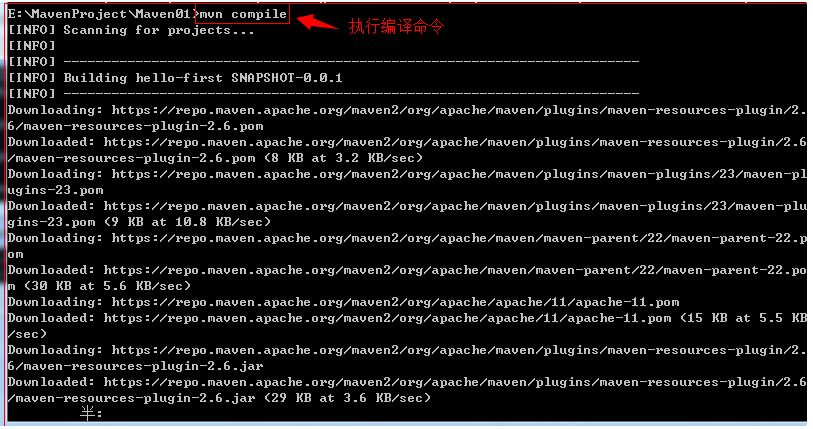 E:\MavenProject\Maven01>mvn compile
执行编译命令
[INFO] Scanning for projects...
[INFO]
[INFO] ------------------------------------------------------------------------
[INFO] Building hello-first SNAPSHOT-0.0.1
[INFO] ------------------------------------------------------------------------
Downloading: https://repo.maven.apache.org/maven2/org/apache/maven/plugins/maven-resources-plugin/2.
6/maven-resources-plugin-2.6.pom
Downloaded: https://repo.maven.apache.org/maven2/org/apache/maven/plugins/maven-resources-plugin/2.6
/maven-resources-plugin-2.6.pom (8 KB at 3.2 KB/sec)
Downloading: https://repo.maven.apache.org/maven2/org/apache/maven/plugins/maven-plugins/23/maven-pl
ugins-23.pom
Downloaded: https://repo.maven.apache.org/maven2/org/apache/maven/plugins/maven-plugins/23/maven-plu
gins-23.pom (9 KB at 10.8 KB/sec)
Downloading: https://repo.maven.apache.org/maven2/org/apache/maven/maven-parent/22/maven-parent-22.p
om
Downloaded: https://repo.maven.apache.org/maven2/org/apache/maven/maven-parent/22/maven-parent-22.po
m (30 KB at 5.6 KB/sec)
Downloading: https://repo.maven.apache.org/maven2/org/apache/apache/11/apache-11.pom
Downloaded: https://repo.maven.apache.org/maven2/org/apache/apache/11/apache-11.pom (15 KB at 5.5 KB
/sec)
Downloading: https://repo.maven.apache.org/maven2/org/apache/maven/plugins/maven-resources-plugin/2.
6/maven-resources-plugin-2.6.jar
Downloaded: https://repo.maven.apache.org/maven2/org/apache/maven/plugins/maven-resources-plugin/2.6
/maven-resources-plugin-2.6.jar (29 KB at 3.6 KB/sec)
半: